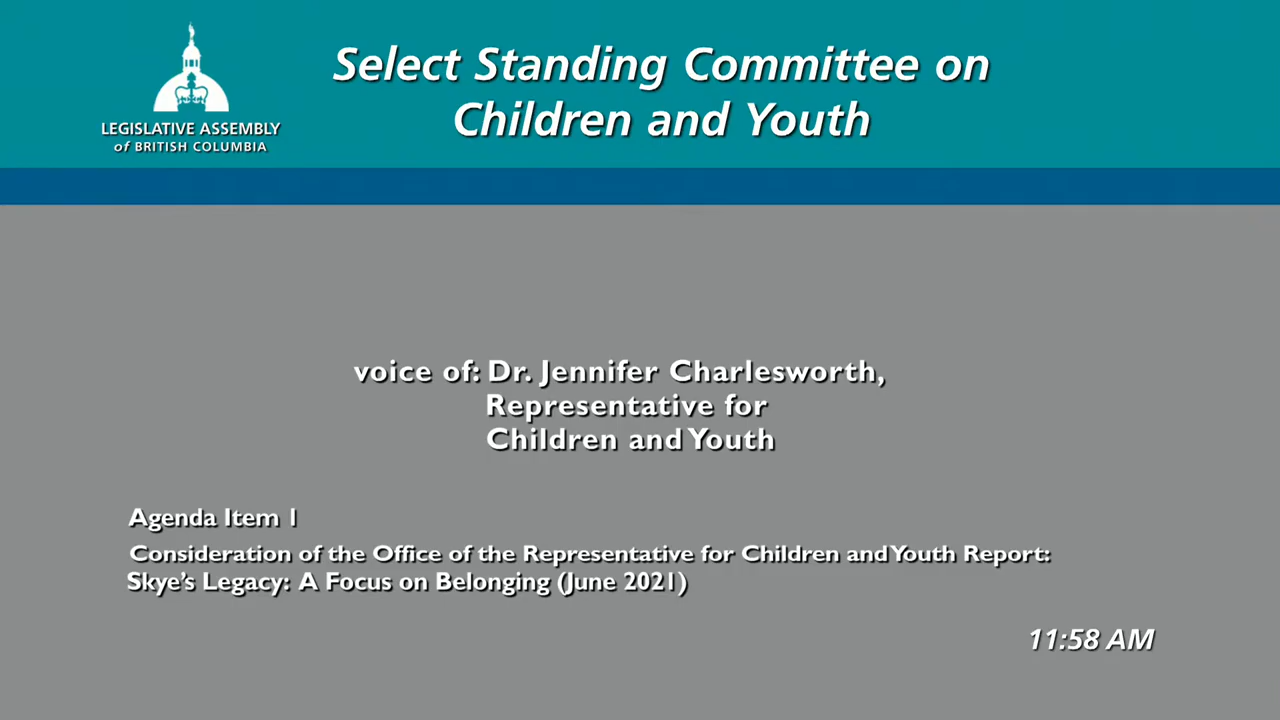 Select Standing Committee on
Children and Youth
LEGISLATIVE ASSEMBLY
of BRITISH COLUMBIA
voice of: Dr. Jennifer Charlesworth,
Representative for
Children and Youth
Agenda Item 1
Consideration of the Office of the Representative for Children and Youth Report:
Skye's Legacy: A Focus on Belonging (June 2021)
11:58 AM